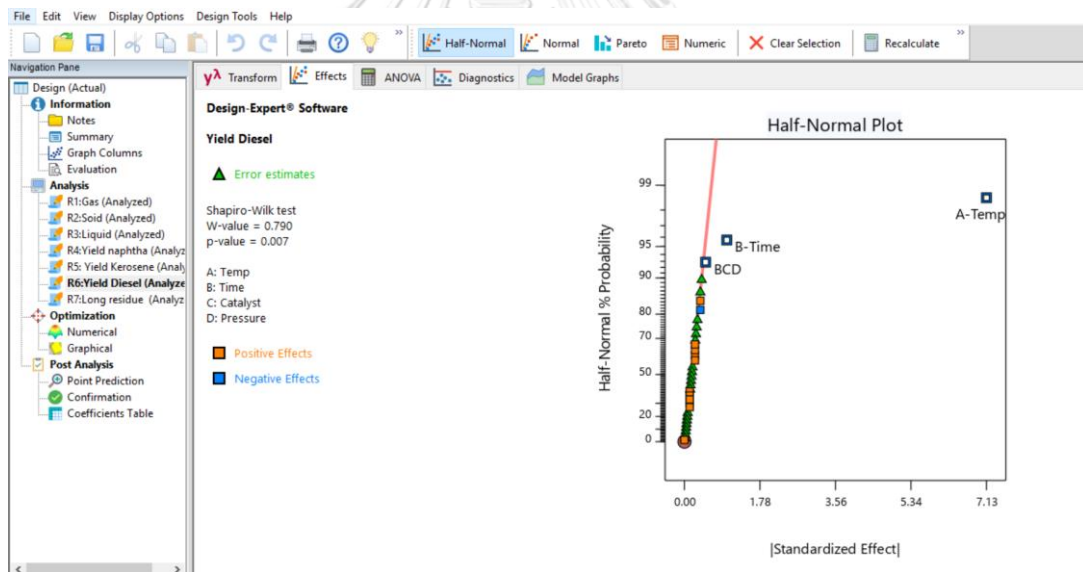 File Edit View Display Options Design Tools Help
» Half-Normal Normal Pareto Numeric Clear Selection Recalculate »
Navigation Pane
Design (Actual)
Information
Notes
Summary
Graph Columns
Evaluation
Analysis
R1:Gas (Analyzed)
R2:Soid (Analyzed)
R3:Liquid (Analyzed)
R4:Yield naphtha (Analyz
R5: Yield Kerosene (Analy
R6:Yield Diesel (Analyze
R7:Long residue (Analyz
Optimization
Numerical
Graphical
Post Analysis
Point Prediction
Confirmation
Coefficients Table
yλ Transform Effects ANOVA Diagnostics Model Graphs
Design-Expert® Software
Yield Diesel
Error estimates
Shapiro-Wilk test
W-value = 0.790
p-value = 0.007
A: Temp
B: Time
C: Catalyst
D: Pressure
Positive Effects
Negative Effects
Half-Normal Plot
Half-Normal % Probability
99
95
90
80
70
50
20
0
A-Temp
B-Time
BCD
0.00 1.78 3.56 5.34 7.13
|Standardized Effect|